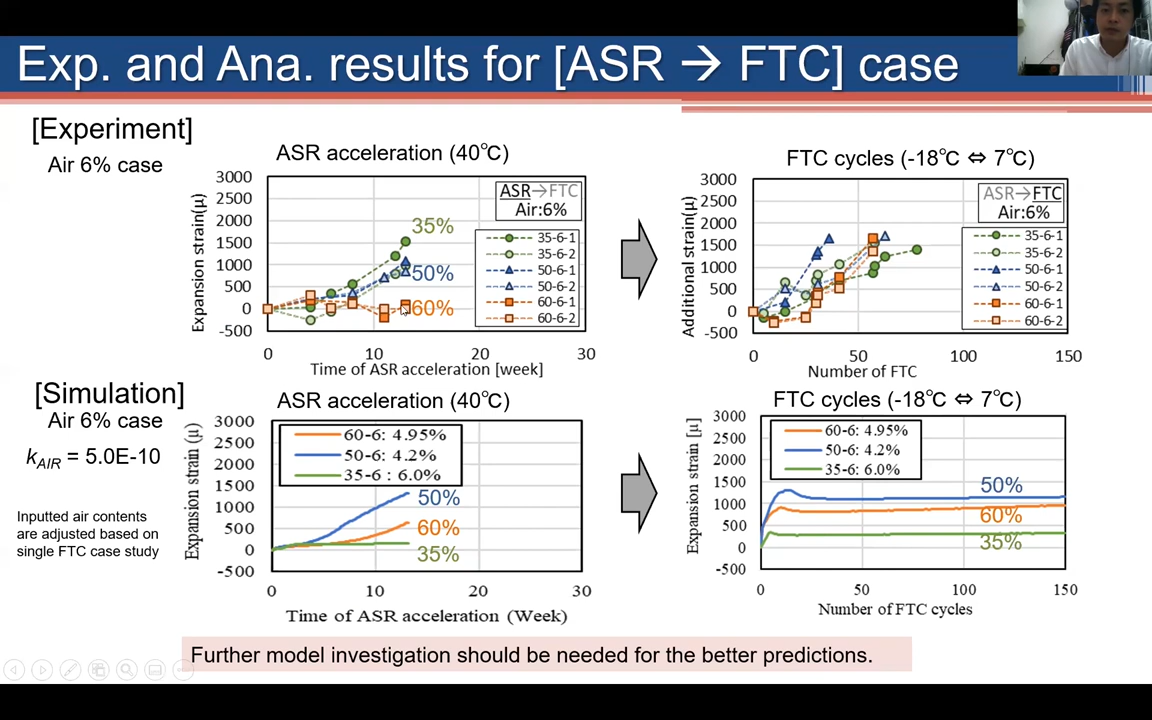 Exp. and Ana. results for [ASR → FTC] case
[Experiment]
Air 6% case
ASR acceleration (40℃)
3000
2500
2000
1500
1000
500
0
-500
Expansion strain(μ)
ASR→FTC
Air:6%
35%
50%
60%
35-6-1
35-6-2
50-6-1
50-6-2
60-6-1
60-6-2
0
10
20
30
Time of ASR acceleration [week]
FTC cycles (-18℃ ⇔ 7℃)
3000
2500
2000
1500
1000
500
0
-500
Additional strain(μ)
ASR→FTC
Air:6%
35-6-1
35-6-2
50-6-1
50-6-2
60-6-1
60-6-2
0
50
100
150
Number of FTC
[Simulation]
Air 6% case
kAIR = 5.0E-10
Inputted air contents
are adjusted based on
single FTC case study
ASR acceleration (40℃)
3000
2500
2000
1500
1000
500
0
-500
Expansion strain (μ)
60-6: 4.95%
50-6: 4.2%
35-6 : 6.0%
50%
60%
35%
0
10
20
30
Time of ASR acceleration (Week)
FTC cycles (-18℃ ⇔ 7℃)
3000
2500
2000
1500
1000
500
0
-500
Expansion strain [μ]
60-6: 4.95%
50-6: 4.2%
35-6: 6.0%
50%
60%
35%
0
50
100
150
Number of FTC cycles
Further model investigation should be needed for the better predictions.